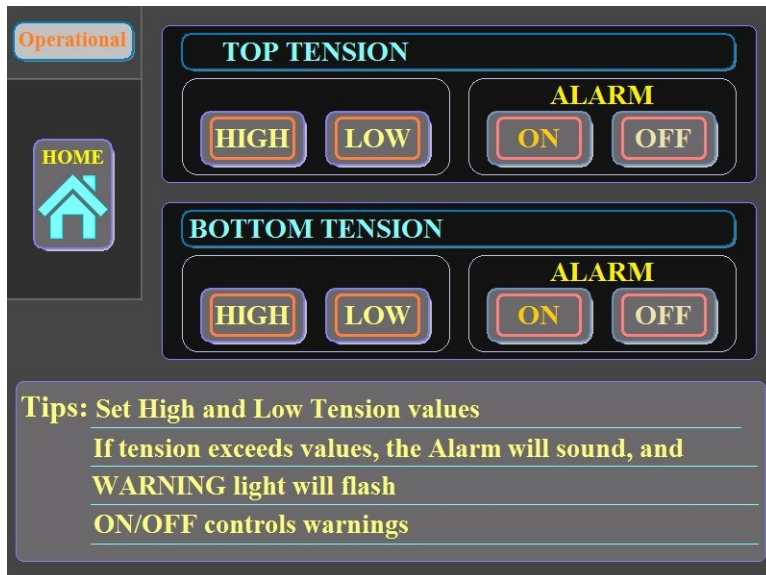 Operational
HOME
TOP TENSION
HIGH LOW
ALARM
ON OFF
BOTTOM TENSION
HIGH LOW
ALARM
ON OFF
Tips: Set High and Low Tension values
If tension exceeds values, the Alarm will sound, and
WARNING light will flash
ON/OFF controls warnings